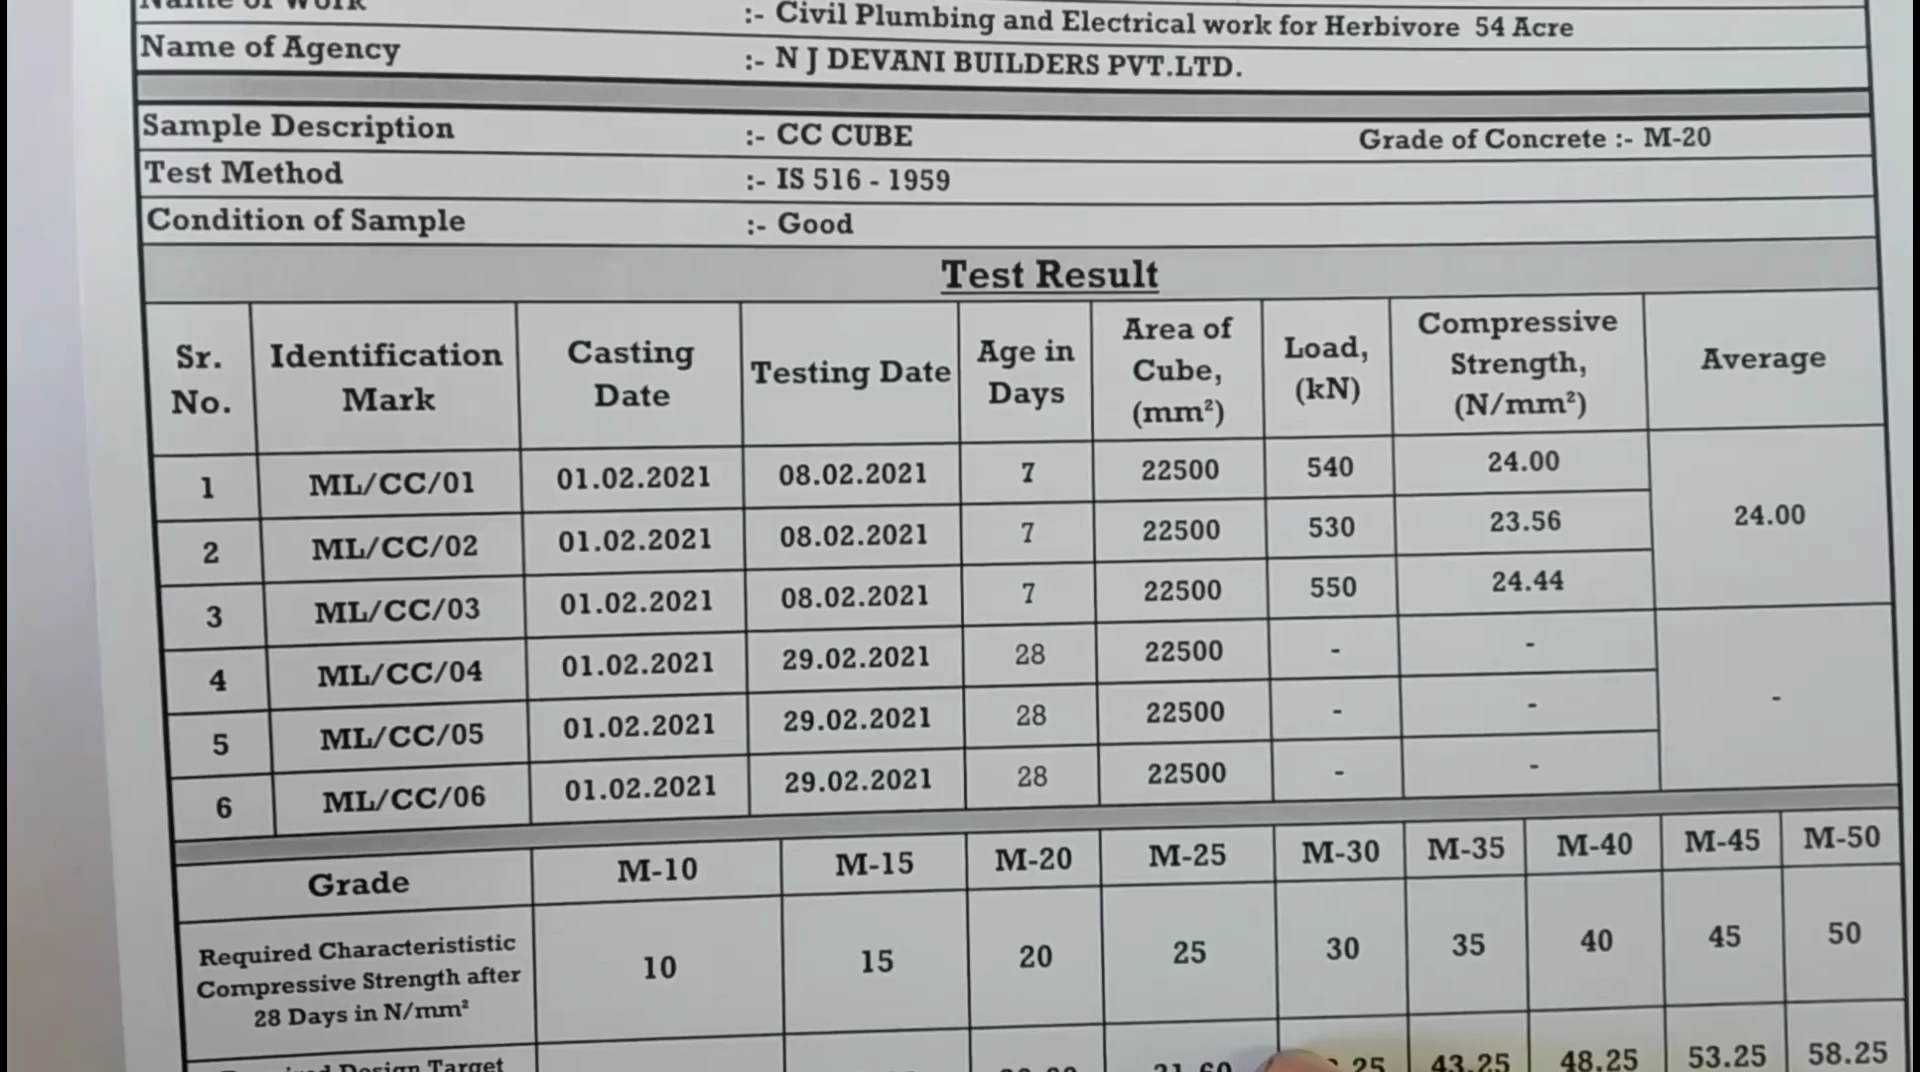 Name of Work :- Civil Plumbing and Electrical work for Herbivore 54 Acre
Name of Agency :- N J DEVANI BUILDERS PVT.LTD.
Sample Description :- CC CUBE Grade of Concrete :- M-20
Test Method :- IS 516 - 1959
Condition of Sample :- Good
Test Result
Sr. No. Identification Mark Casting Date Testing Date Age in Days Area of Cube, (mm²) Load, (kN) Compressive Strength, (N/mm²) Average
1 ML/CC/01 01.02.2021 08.02.2021 7 22500 540 24.00 24.00
2 ML/CC/02 01.02.2021 08.02.2021 7 22500 530 23.56
3 ML/CC/03 01.02.2021 08.02.2021 7 22500 550 24.44
4 ML/CC/04 01.02.2021 29.02.2021 28 22500 - - -
5 ML/CC/05 01.02.2021 29.02.2021 28 22500 - -
6 ML/CC/06 01.02.2021 29.02.2021 28 22500 - -
Grade M-10 M-15 M-20 M-25 M-30 M-35 M-40 M-45 M-50
Required Characterististic
Compressive Strength after
28 Days in N/mm² 10 15 20 25 30 35 40 45 50
Design Target 31.60 43.25 48.25 53.25 58.25